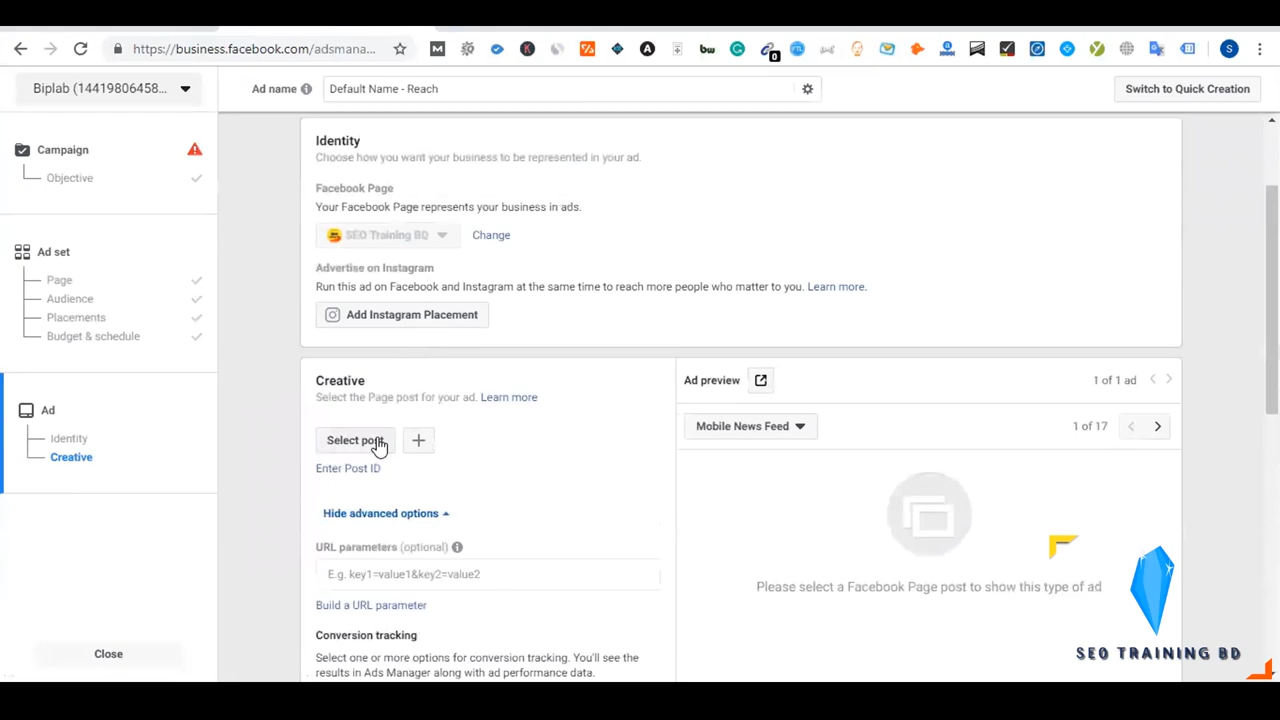 https://business.facebook.com/adsmana...
Biplab (14419806458...
Ad name
Default Name - Reach
Switch to Quick Creation
Campaign
Objective
Ad set
Page
Audience
Placements
Budget & schedule
Ad
Identity
Creative
Close
Identity
Choose how you want your business to be represented in your ad.
Facebook Page
Your Facebook Page represents your business in ads.
SEO Training BD
Change
Advertise on Instagram
Run this ad on Facebook and Instagram at the same time to reach more people who matter to you. Learn more.
Add Instagram Placement
Creative
Select the Page post for your ad. Learn more
Select post
Enter Post ID
Hide advanced options
URL parameters (optional)
E.g. key1=value1&key2=value2
Build a URL parameter
Conversion tracking
Select one or more options for conversion tracking. You'll see the
results in Ads Manager along with ad performance data.
Ad preview
1 of 1 ad
Mobile News Feed
1 of 17
Please select a Facebook Page post to show this type of ad
SEO TRAINING BD